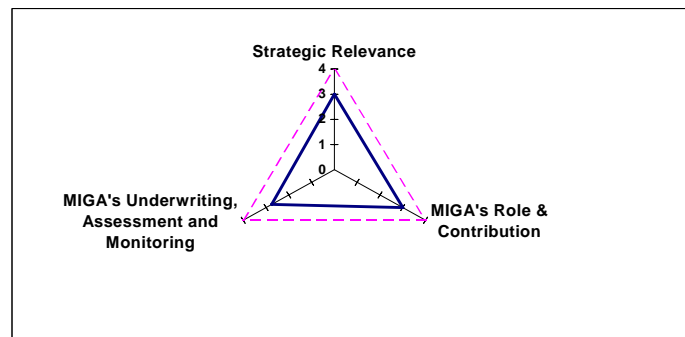 Strategic Relevance
4
3
2
1
0
MIGA's Underwriting,
Assessment and
Monitoring
MIGA's Role &
Contribution